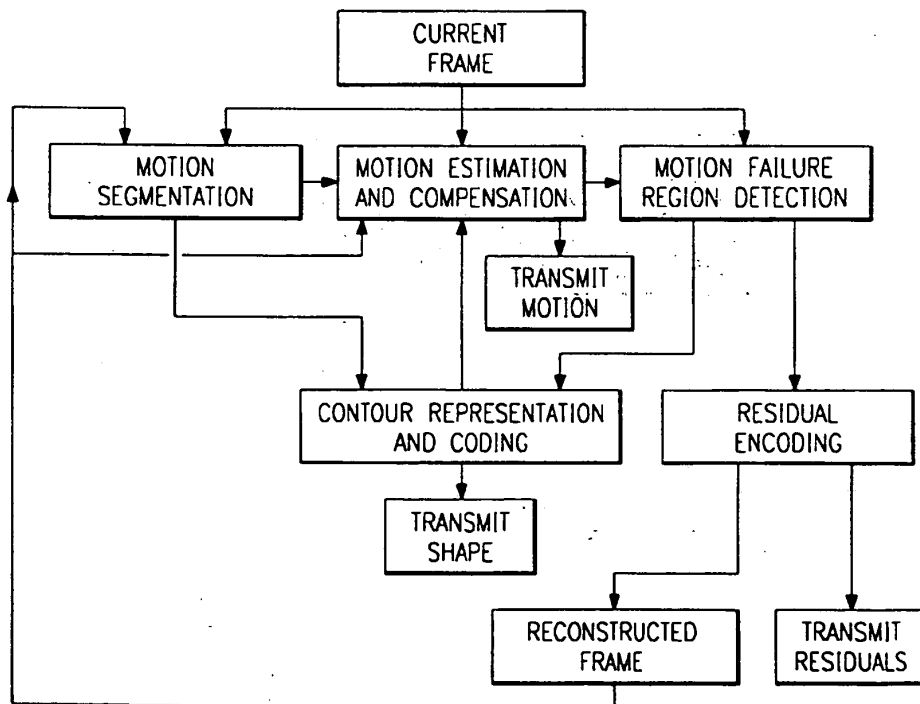 CURRENT
FRAME
MOTION
SEGMENTATION
MOTION ESTIMATION
AND COMPENSATION
MOTION FAILURE
REGION DETECTION
TRANSMIT
MOTION
CONTOUR REPRESENTATION
AND CODING
RESIDUAL
ENCODING
TRANSMIT
SHAPE
RECONSTRUCTED
FRAME
TRANSMIT
RESIDUALS